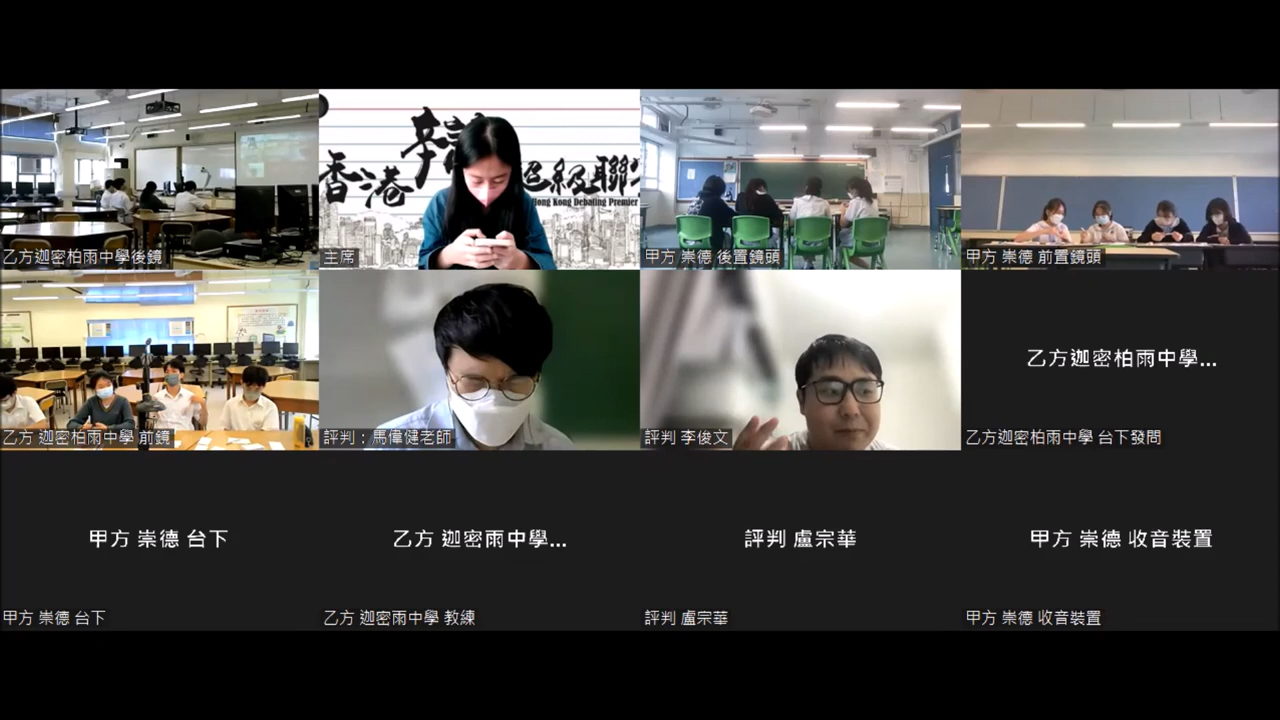 香港
辯
超級聯
Hong Kong Debating Premier
乙方迦密柏雨中學後鏡
主席
甲方 崇德 後置鏡頭
甲方 崇德 前置鏡頭
乙方迦密柏雨中學...
乙方 迦密柏雨中學 前鏡
評判：馬偉健老師
評判 李俊文
乙方迦密柏雨中學 台下發問
甲方 崇德 台下
乙方 迦密雨中學...
評判 盧宗華
甲方 崇德 收音裝置
甲方 崇德 台下
乙方 迦密雨中學 教練
評判 盧宗華
甲方 崇德 收音裝置